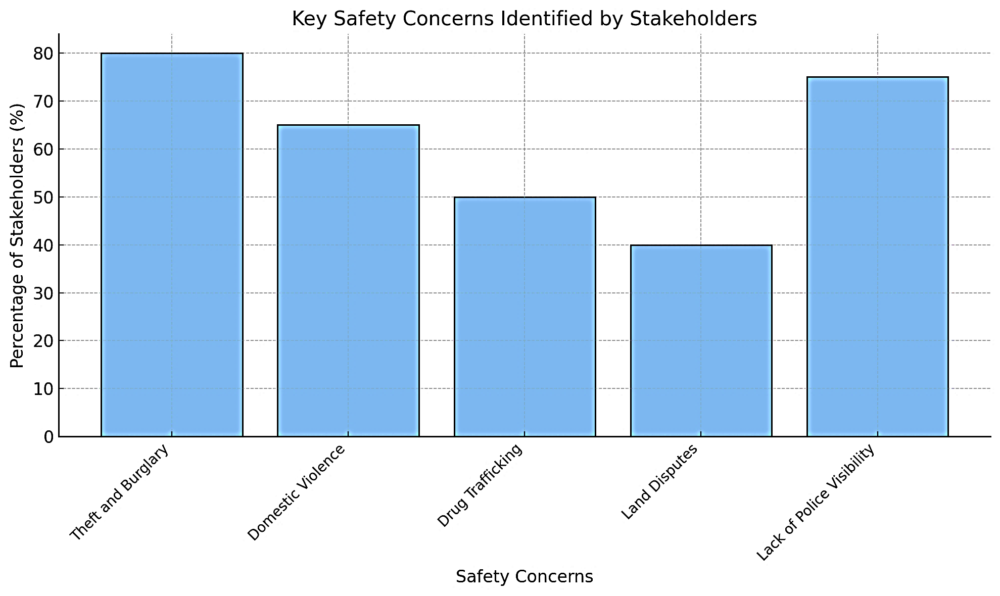 Key Safety Concerns Identified by Stakeholders
Percentage of Stakeholders (%)
80
70
60
50
40
30
20
10
0
Theft and Burglary
Domestic Violence
Drug Trafficking
Land Disputes
Lack of Police Visibility
Safety Concerns